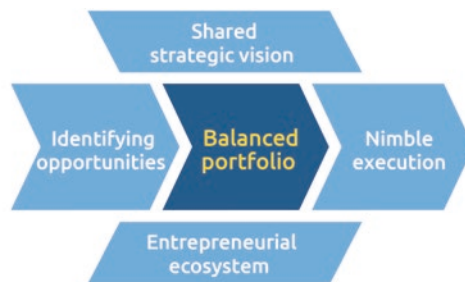 Shared
strategic vision
Identifying
opportunities
Balanced
portfolio
Nimble
execution
Entrepreneurial
ecosystem